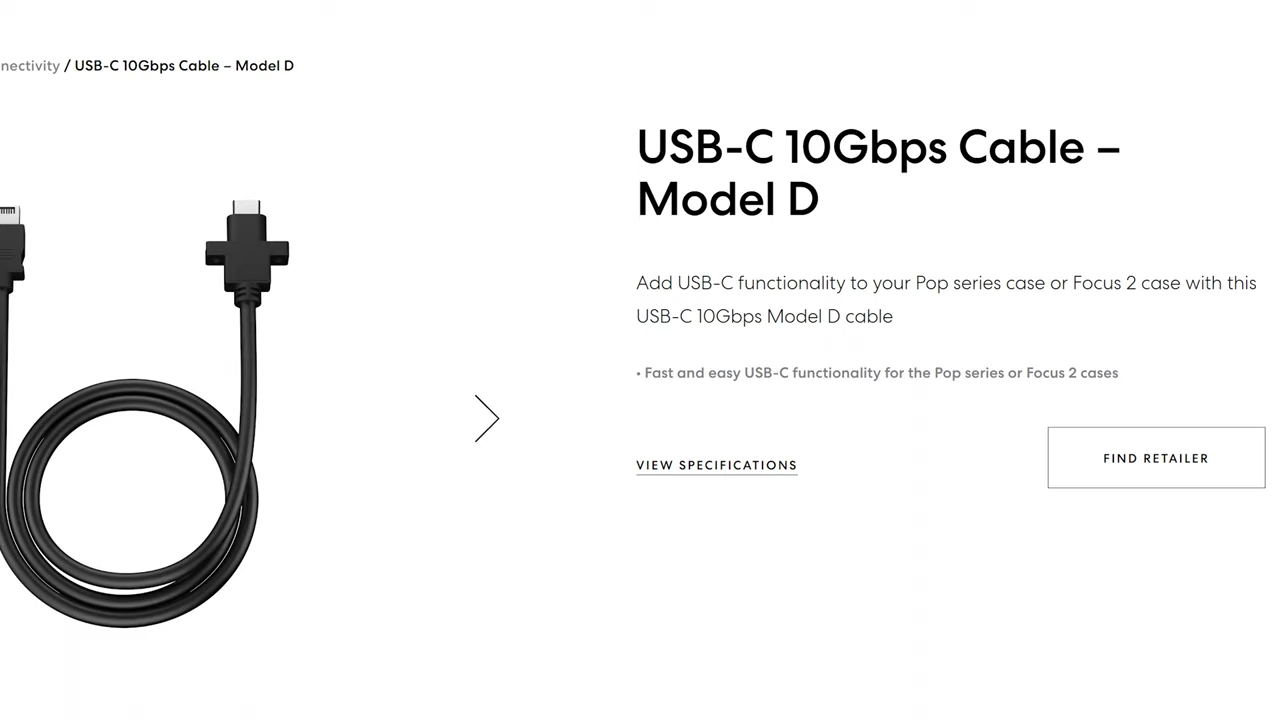 nectivity / USB-C 10Gbps Cable – Model D
USB-C 10Gbps Cable –
Model D
Add USB-C functionality to your Pop series case or Focus 2 case with this
USB-C 10Gbps Model D cable
• Fast and easy USB-C functionality for the Pop series or Focus 2 cases
VIEW SPECIFICATIONS
FIND RETAILER